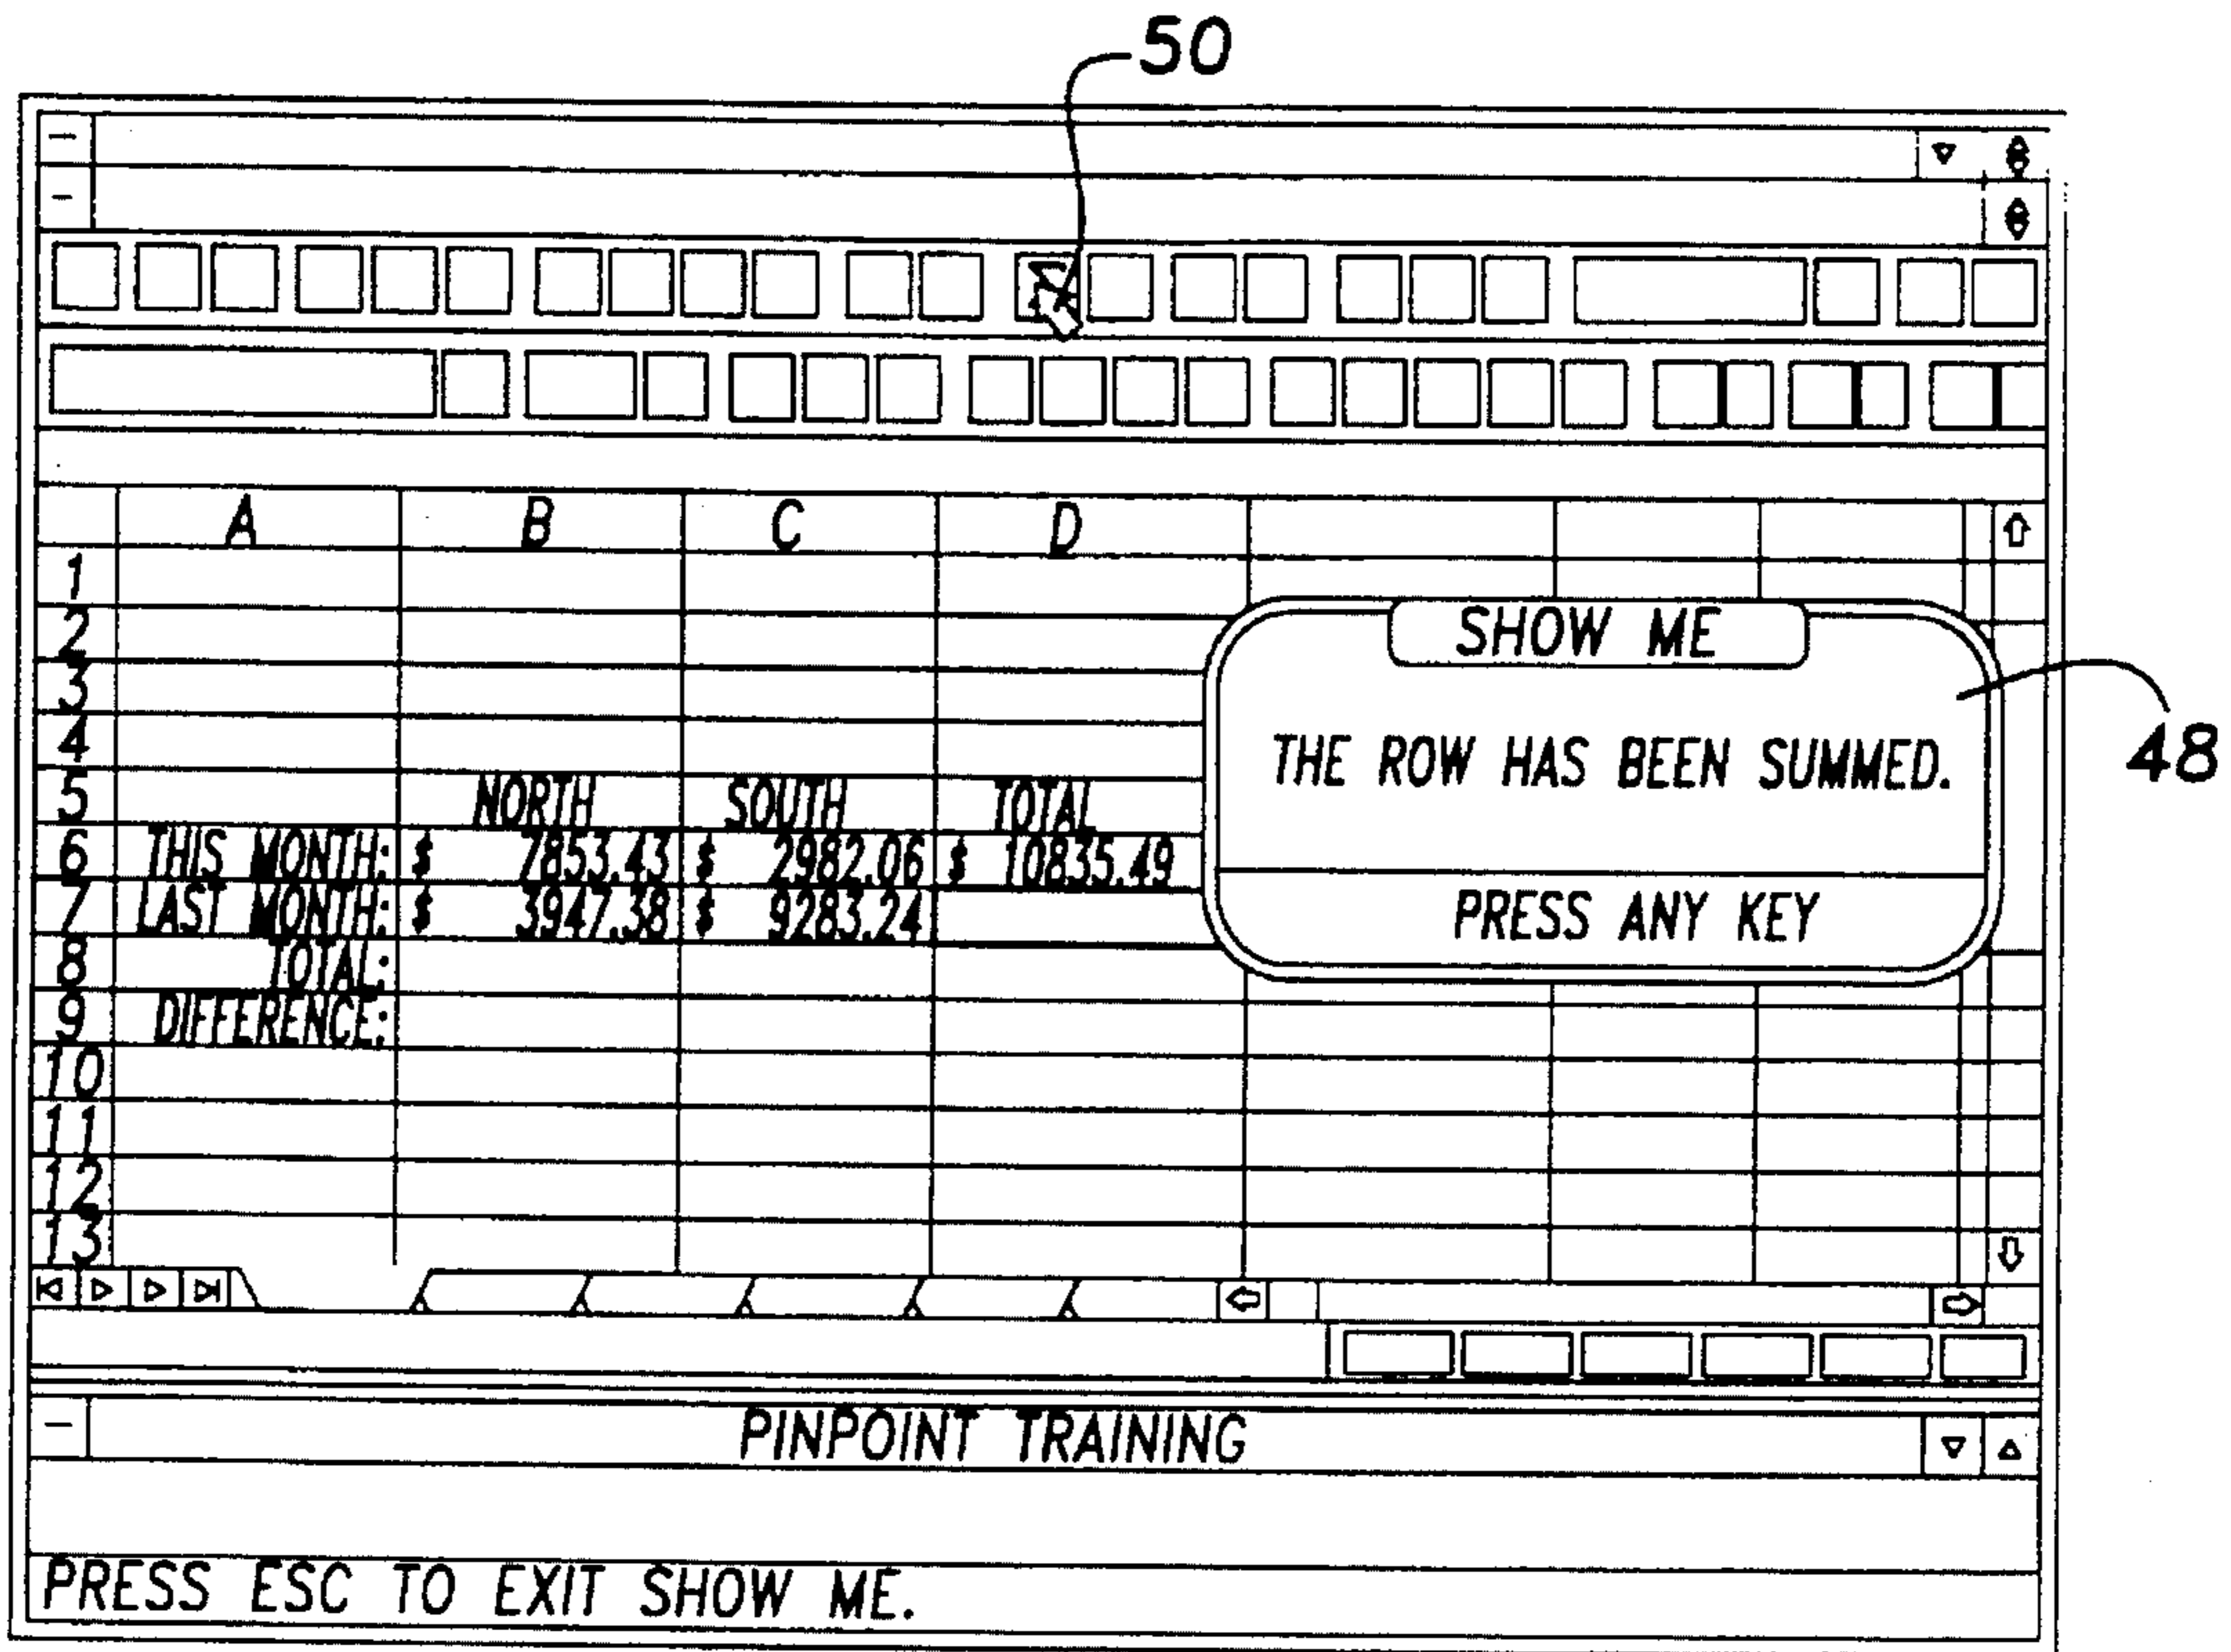 50
A B C D
1
2 SHOW ME
3
4 THE ROW HAS BEEN SUMMED. 48
5 NORTH SOUTH TOTAL
6 THIS MONTH: $ 7853.43 $ 2982.06 $ 10835.49
7 LAST MONTH: $ 3947.38 $ 9283.24 PRESS ANY KEY
8 TOTAL:
9 DIFFERENCE:
10
11
12
13
PINPOINT TRAINING
PRESS ESC TO EXIT SHOW ME.